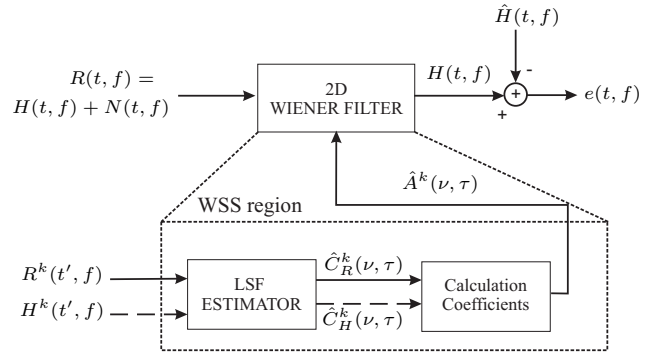 Ĥ(t, f)
R(t, f) =
H(t, f) + N(t, f)
2D
WIENER FILTER
H(t, f)
-
+
+
e(t, f)
Â^k(ν, τ)
WSS region
R^k(t′, f)
H^k(t′, f)
LSF
ESTIMATOR
Ĉ_R^k(ν, τ)
Ĉ_H^k(ν, τ)
Calculation
Coefficients